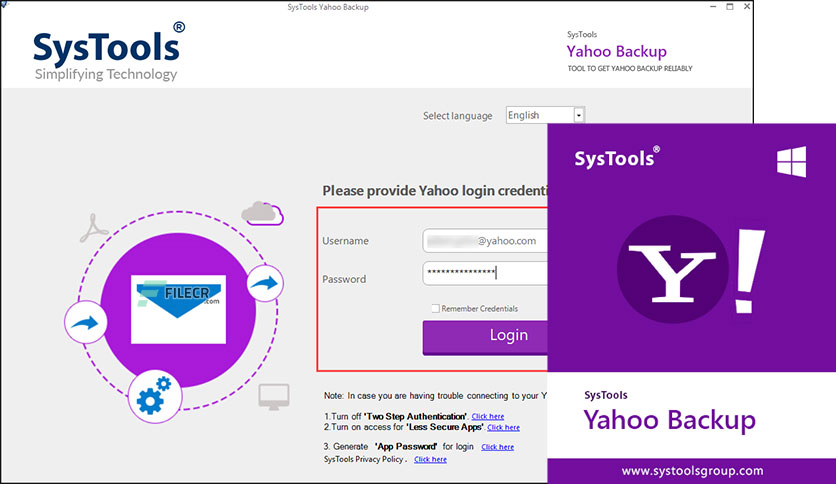 SysTools Yahoo Backup
SysTools®
Simplifying Technology
SysTools
Yahoo Backup
TOOL TO GET YAHOO BACKUP RELIABLY
Select language English
Please provide Yahoo login credenti
Username @yahoo.com
Password ***************
Remember Credentials
Login
FILECR
.com
Note: In case you are having trouble connecting to your Y
1.Turn off 'Two Step Authentication'. Click here
2.Turn on access for 'Less Secure Apps'. Click here
3. Generate 'App Password' for login Click here
SysTools Privacy Policy . Click here
SysTools®
Y!
SysTools
Yahoo Backup
www.systoolsgroup.com